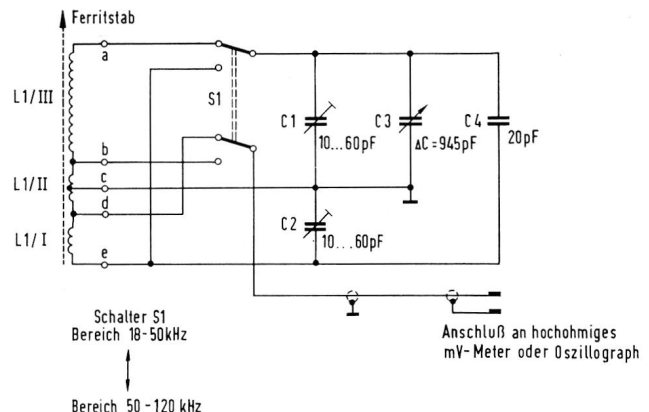 Ferritstab
a
L1/III
S1
C1
10...60pF
C3
ΔC=945pF
C4
20pF
b
L1/II
c
d
L1/I
C2
10...60pF
e
Schalter S1
Bereich 18-50kHz
Bereich 50-120 kHz
Anschluß an hochohmiges
mV-Meter oder Oszillograph